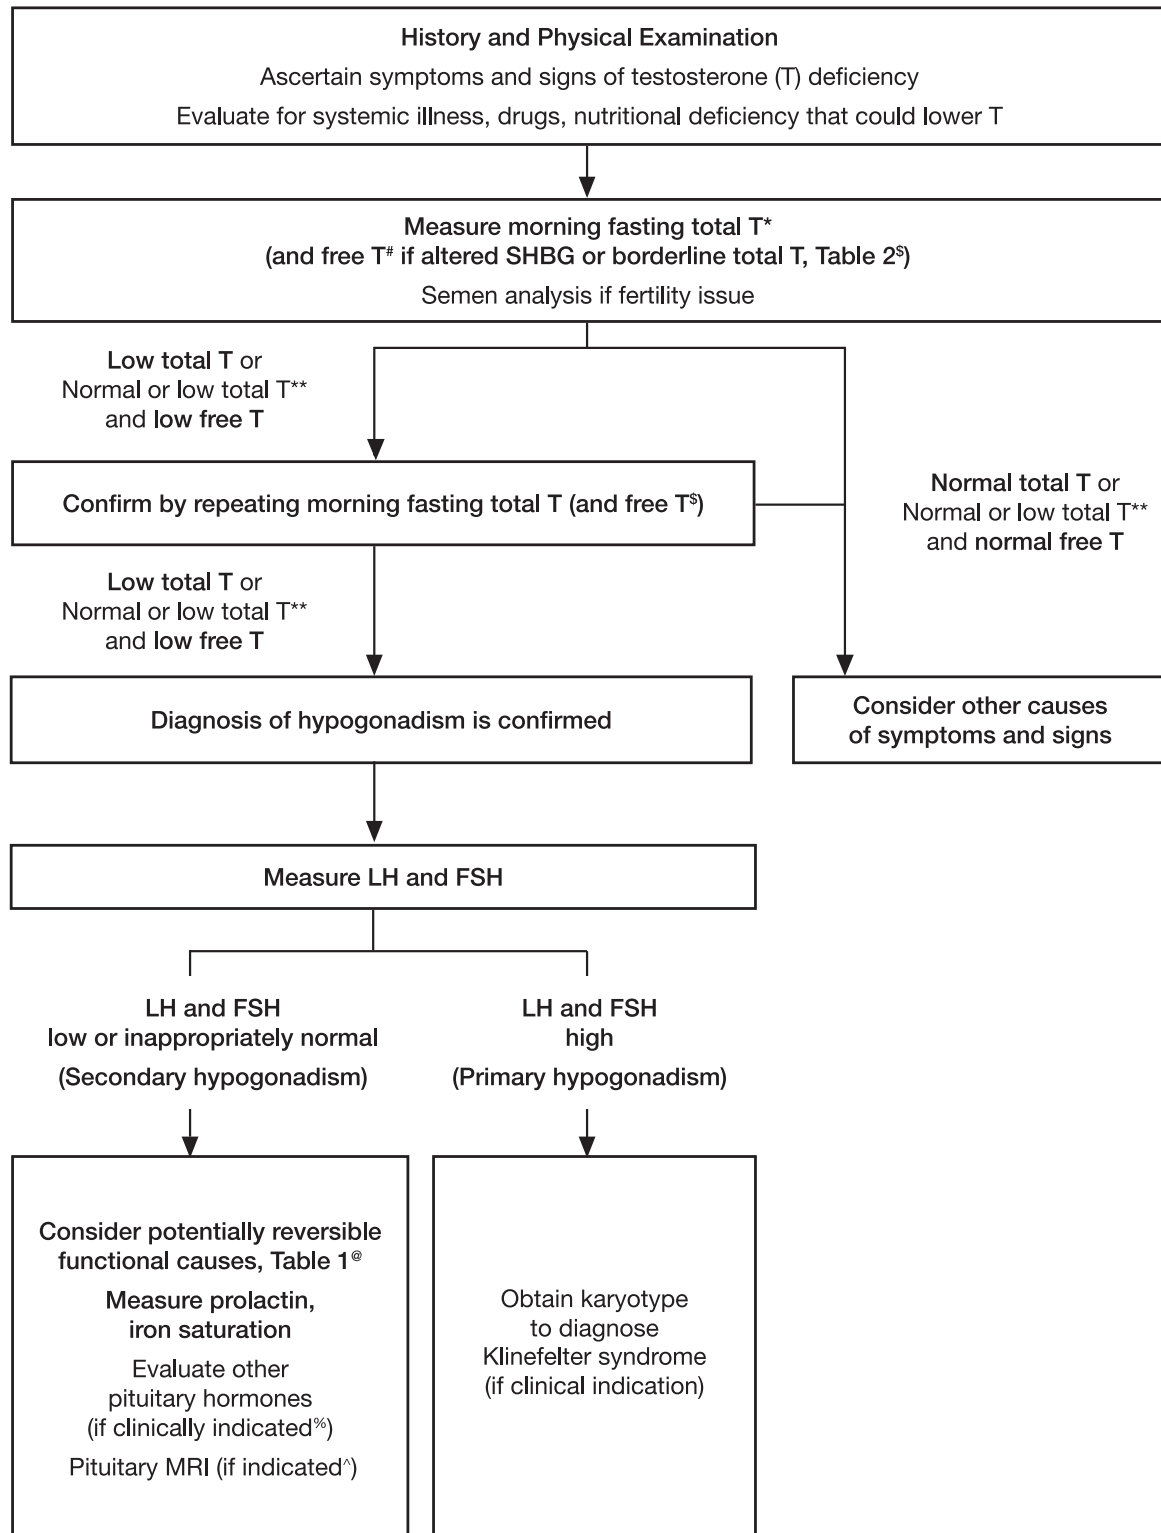 History and Physical Examination
Ascertain symptoms and signs of testosterone (T) deficiency
Evaluate for systemic illness, drugs, nutritional deficiency that could lower T
Measure morning fasting total T*
(and free T# if altered SHBG or borderline total T, Table 2$)
Semen analysis if fertility issue
Low total T or
Normal or low total T**
and low free T
Confirm by repeating morning fasting total T (and free T$)
Normal total T or
Normal or low total T**
and normal free T
Low total T or
Normal or low total T**
and low free T
Diagnosis of hypogonadism is confirmed
Consider other causes
of symptoms and signs
Measure LH and FSH
LH and FSH
low or inappropriately normal
(Secondary hypogonadism)
LH and FSH
high
(Primary hypogonadism)
Consider potentially reversible
functional causes, Table 1@
Measure prolactin,
iron saturation
Evaluate other
pituitary hormones
(if clinically indicated%)
Pituitary MRI (if indicated^)
Obtain karyotype
to diagnose
Klinefelter syndrome
(if clinical indication)